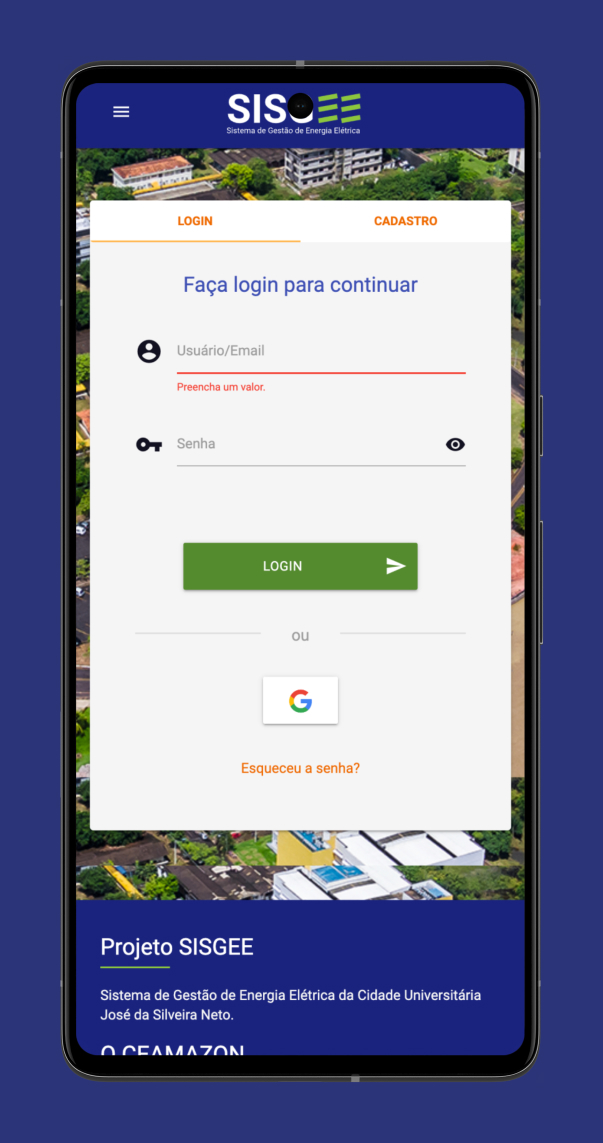 Sistema de Gestão de Energia Elétrica
LOGIN
CADASTRO
Faça login para continuar
Usuário/Email
Preencha um valor.
Senha
LOGIN
ou
Esqueceu a senha?
Projeto SISGEE
Sistema de Gestão de Energia Elétrica da Cidade Universitária
José da Silveira Neto.
O CEAMAZON